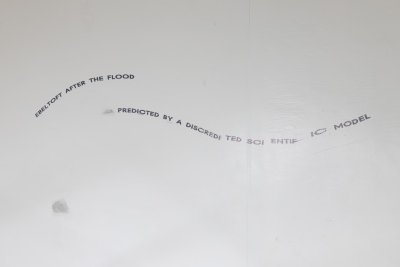 EBELTOFT AFTER THE FLOOD
PREDICTED BY A DISCREDI TED SCI ENTIF IC MODEL